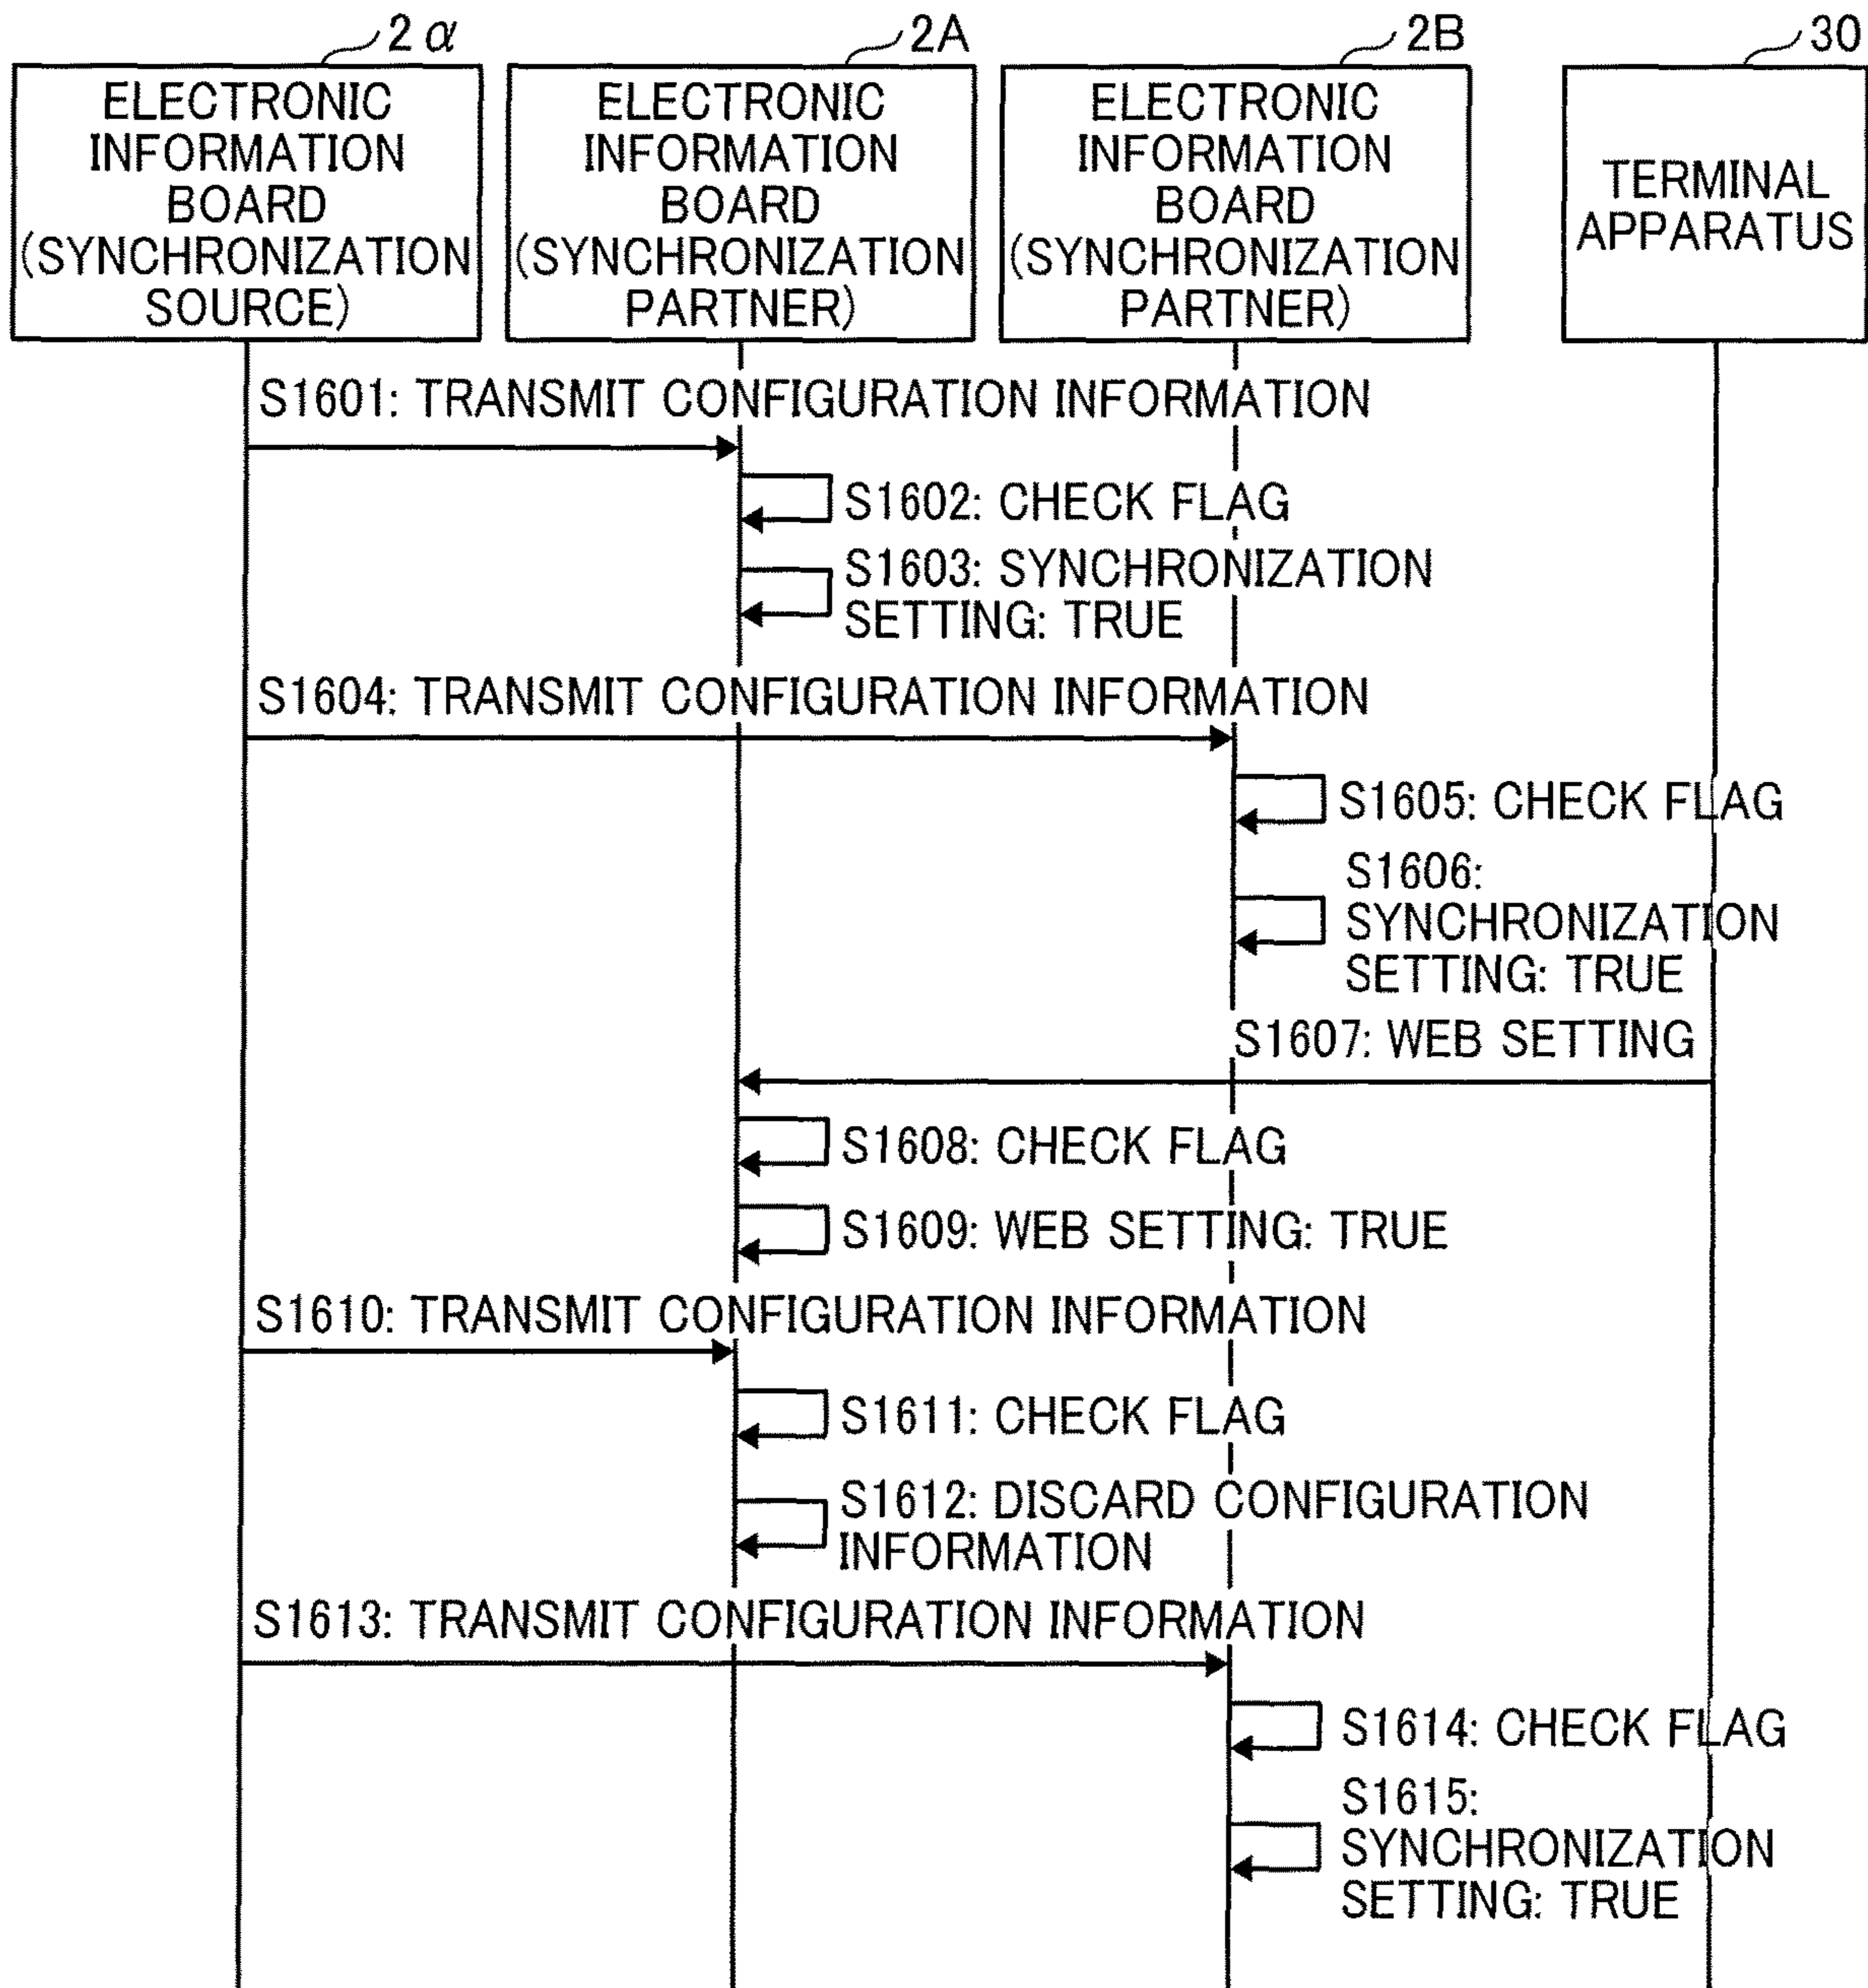 2α
2A
2B
30
ELECTRONIC
INFORMATION
BOARD
(SYNCHRONIZATION
SOURCE)
ELECTRONIC
INFORMATION
BOARD
(SYNCHRONIZATION
PARTNER)
ELECTRONIC
INFORMATION
BOARD
(SYNCHRONIZATION
PARTNER)
TERMINAL
APPARATUS
S1601: TRANSMIT CONFIGURATION INFORMATION
S1602: CHECK FLAG
S1603: SYNCHRONIZATION
SETTING: TRUE
S1604: TRANSMIT CONFIGURATION INFORMATION
S1605: CHECK FLAG
S1606:
SYNCHRONIZATION
SETTING: TRUE
S1607: WEB SETTING
S1608: CHECK FLAG
S1609: WEB SETTING: TRUE
S1610: TRANSMIT CONFIGURATION INFORMATION
S1611: CHECK FLAG
S1612: DISCARD CONFIGURATION
INFORMATION
S1613: TRANSMIT CONFIGURATION INFORMATION
S1614: CHECK FLAG
S1615:
SYNCHRONIZATION
SETTING: TRUE